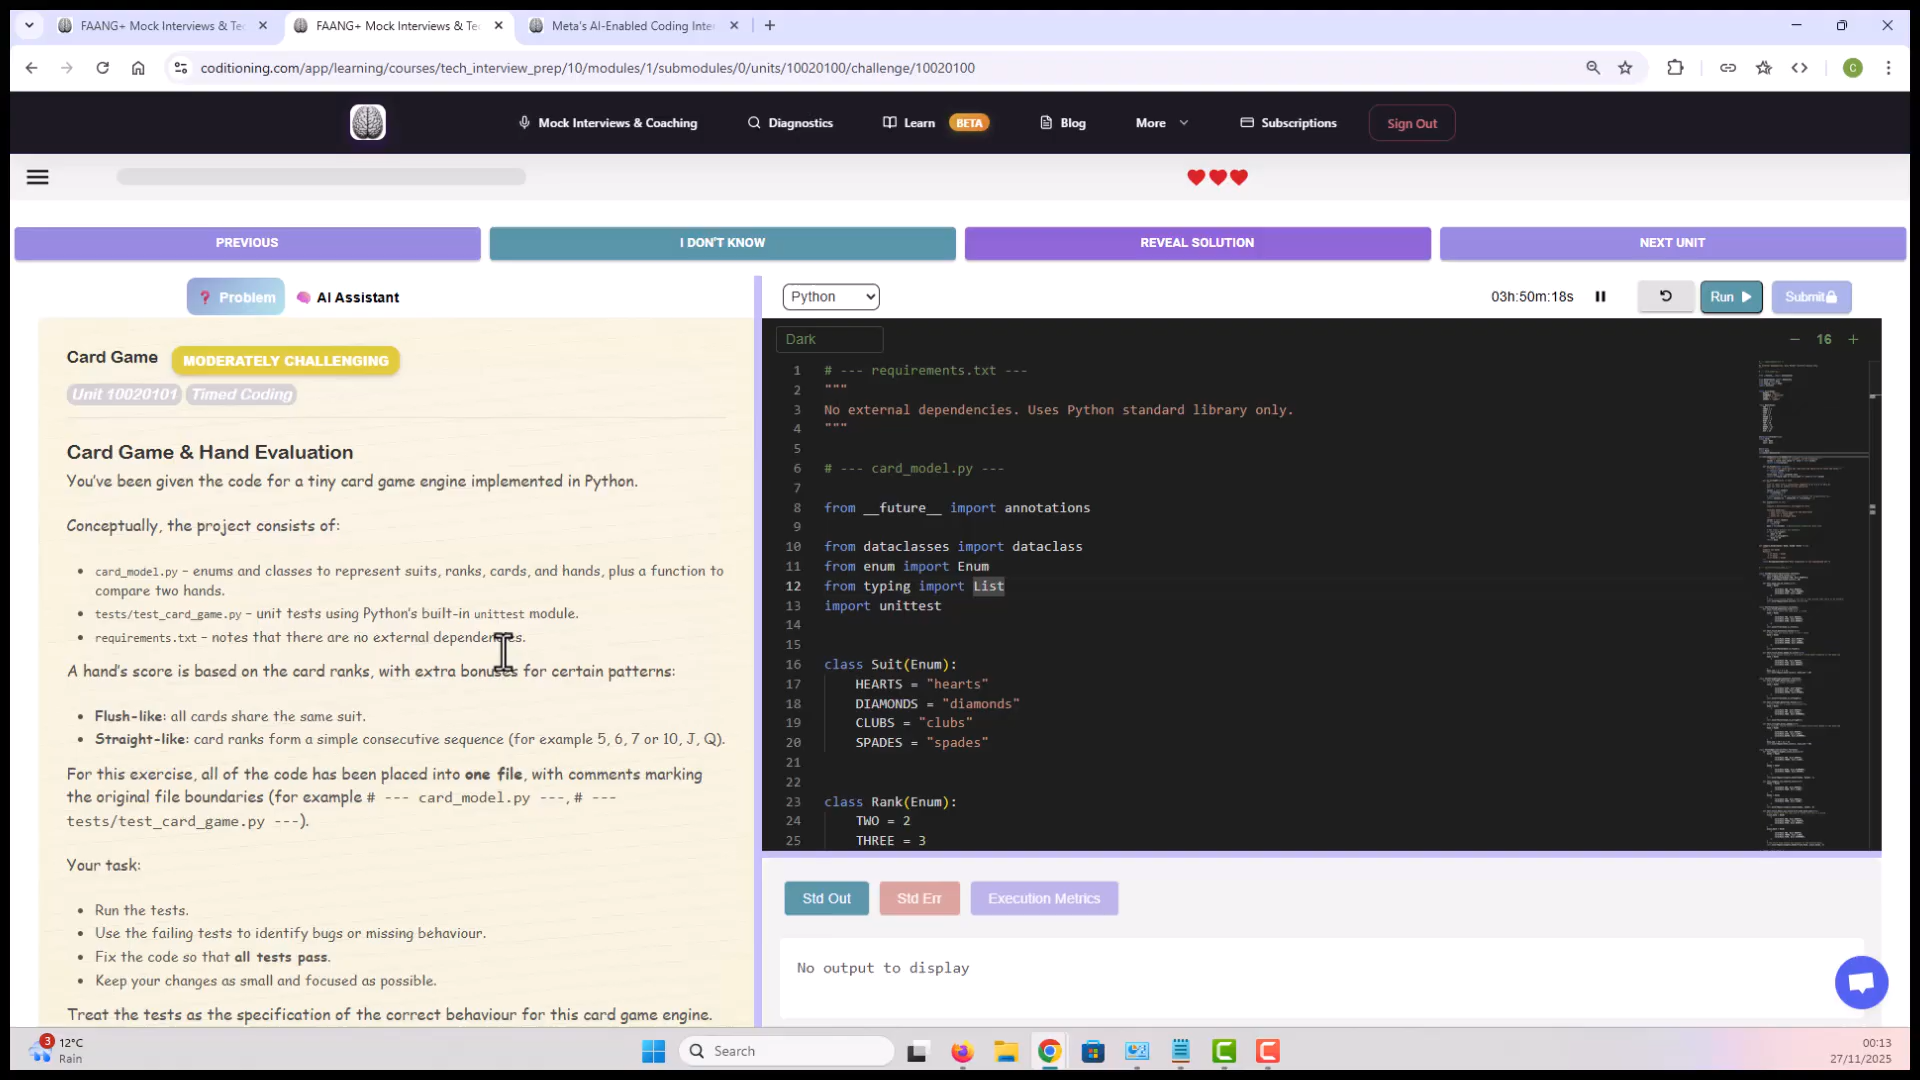 FAANG+ Mock Interviews & Tec
FAANG+ Mock Interviews & Tec
Meta's AI-Enabled Coding Inter
coditioning.com/app/learning/courses/tech_interview_prep/10/modules/1/submodules/0/units/10020100/challenge/10020100
C
Mock Interviews & Coaching
Diagnostics
Learn BETA
Blog
More
Subscriptions
Sign Out
PREVIOUS
I DON'T KNOW
REVEAL SOLUTION
NEXT UNIT
Problem
AI Assistant
Python
03h:50m:18s
Run
Submit
Card Game
MODERATELY CHALLENGING
Unit 10020101
Timed Coding
Card Game & Hand Evaluation
You've been given the code for a tiny card game engine implemented in Python.
Conceptually, the project consists of:
• card_model.py – enums and classes to represent suits, ranks, cards, and hands, plus a function to
compare two hands.
• tests/test_card_game.py – unit tests using Python's built-in unittest module.
• requirements.txt – notes that there are no external dependencies.
A hand's score is based on the card ranks, with extra bonuses for certain patterns:
• Flush-like: all cards share the same suit.
• Straight-like: card ranks form a simple consecutive sequence (for example 5, 6, 7 or 10, J, Q).
For this exercise, all of the code has been placed into one file, with comments marking
the original file boundaries (for example # --- card_model.py ---, # ---
tests/test_card_game.py ---).
Your task:
• Run the tests.
• Use the failing tests to identify bugs or missing behaviour.
• Fix the code so that all tests pass.
• Keep your changes as small and focused as possible.
Treat the tests as the specification of the correct behaviour for this card game engine.
Dark
− 16 +
1 # --- requirements.txt ---
2 """
3 No external dependencies. Uses Python standard library only.
4 """
5
6 # --- card_model.py ---
7
8 from __future__ import annotations
9
10 from dataclasses import dataclass
11 from enum import Enum
12 from typing import List
13 import unittest
14
15
16 class Suit(Enum):
17 HEARTS = "hearts"
18 DIAMONDS = "diamonds"
19 CLUBS = "clubs"
20 SPADES = "spades"
21
22
23 class Rank(Enum):
24 TWO = 2
25 THREE = 3
Std Out
Std Err
Execution Metrics
No output to display
3
12°C
Rain
Search
00:13
27/11/2025